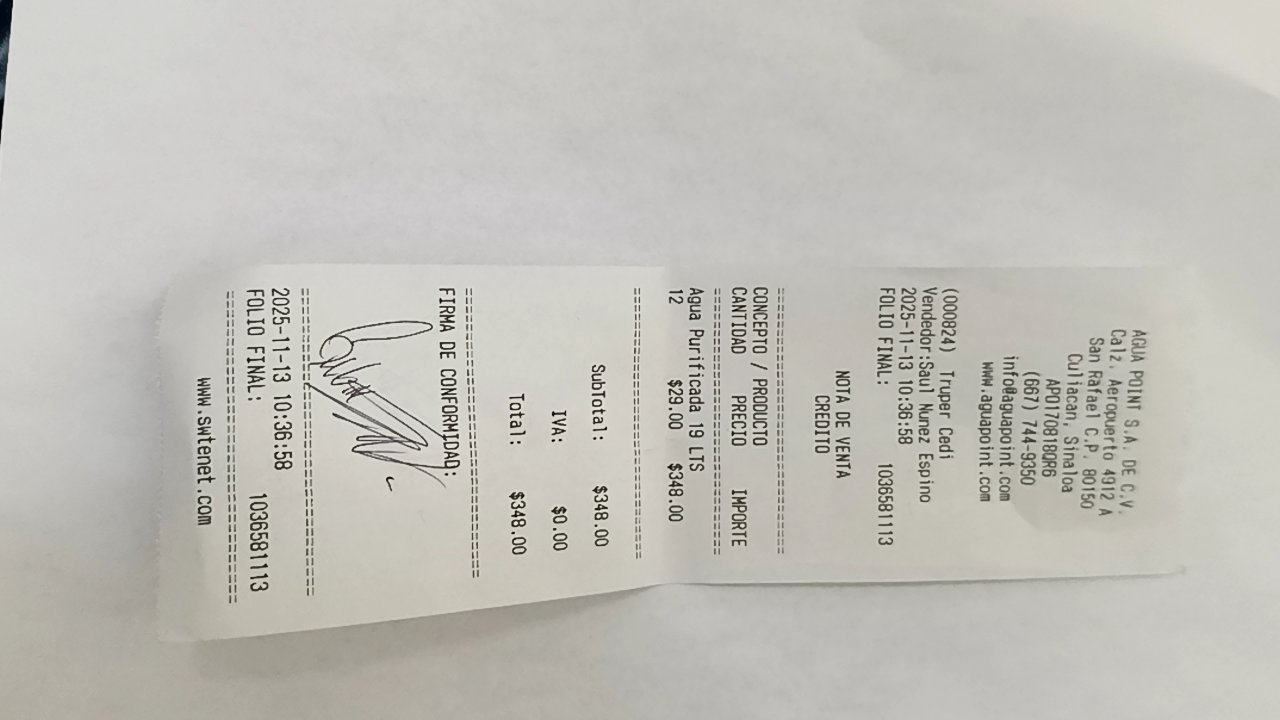 AGUA POINT S.A. DE C.V.
Calz. Aeropuerto 4912 A
San Rafael C.P. 80150
Culiacan, Sinaloa
APO170818QR6
(667) 744-9350
info@aguapoint.com
www.aguapoint.com
(000824) Truper Cedi
Vendedor:Saul Nunez Espino
2025-11-13 10:36:58
FOLIO FINAL: 1036581113
NOTA DE VENTA
CREDITO
CONCEPTO / PRODUCTO
CANTIDAD PRECIO IMPORTE
Agua Purificada 19 LTS
12 $29.00 $348.00
SubTotal: $348.00
IVA: $0.00
Total: $348.00
FIRMA DE CONFORMIDAD:
2025-11-13 10:36:58
FOLIO FINAL: 1036581113
www.swtenet.com